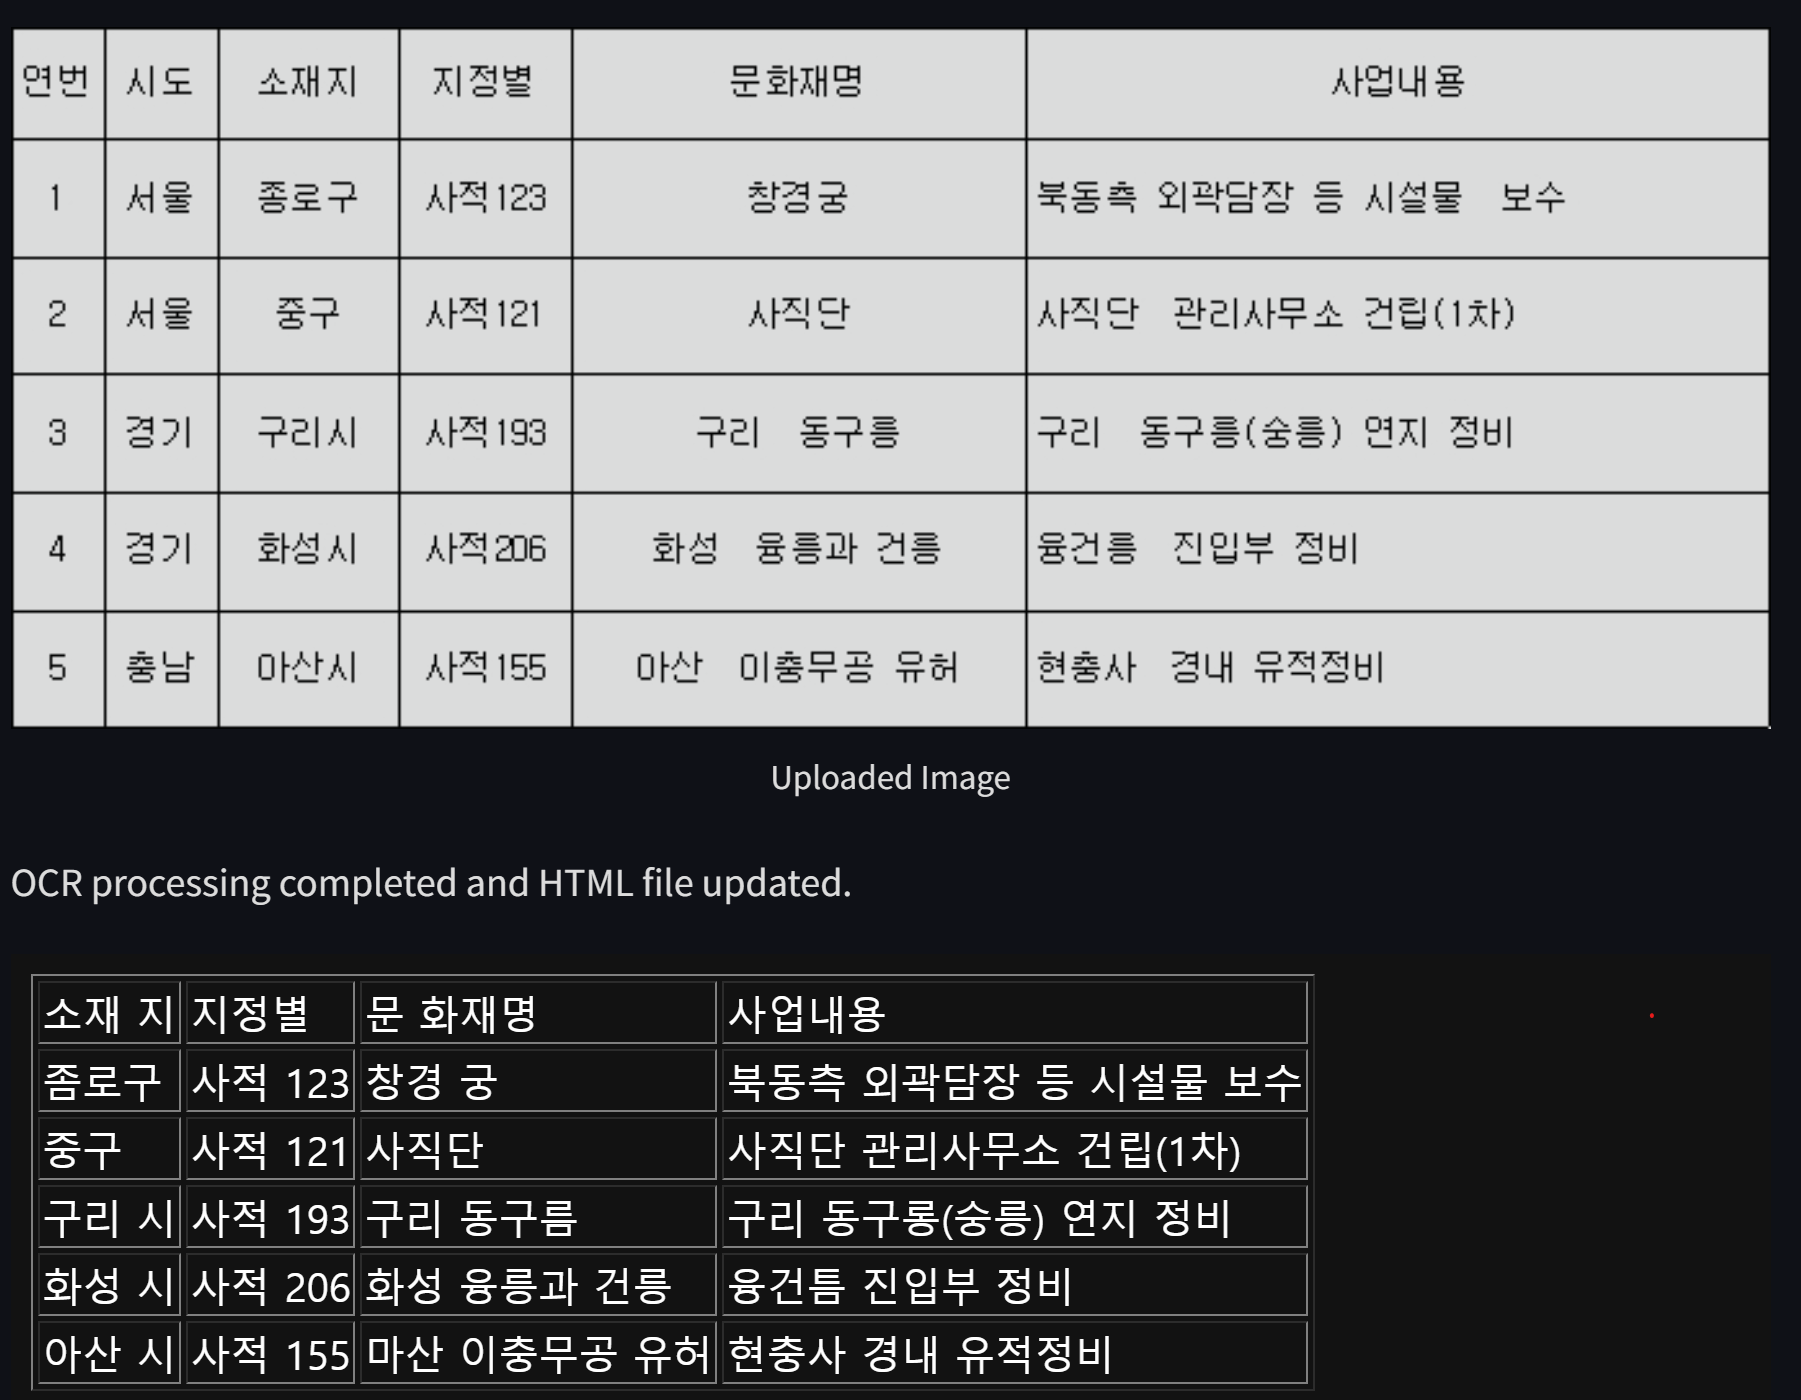 연번 시도 소재지 지정별 문화재명 사업내용
1 서울 종로구 사적123 창경궁 북동측 외곽담장 등 시설물 보수
2 서울 중구 사적121 사직단 사직단 관리사무소 건립(1차)
3 경기 구리시 사적193 구리 동구릉 구리 동구릉(숭릉) 연지 정비
4 경기 화성시 사적206 화성 융릉과 건릉 융건릉 진입부 정비
5 충남 아산시 사적155 아산 이충무공 유허 현충사 경내 유적정비
Uploaded Image
OCR processing completed and HTML file updated.
소재 지 지정별 문 화재명 사업내용
좀로구 사적 123 창경 궁 북동측 외곽담장 등 시설물 보수
중구 사적 121 사직단 사직단 관리사무소 건립(1차)
구리 시 사적 193 구리 동구름 구리 동구롱(숭릉) 연지 정비
화성 시 사적 206 화성 융릉과 건릉 융건틈 진입부 정비
아산 시 사적 155 마산 이충무공 유허 현충사 경내 유적정비